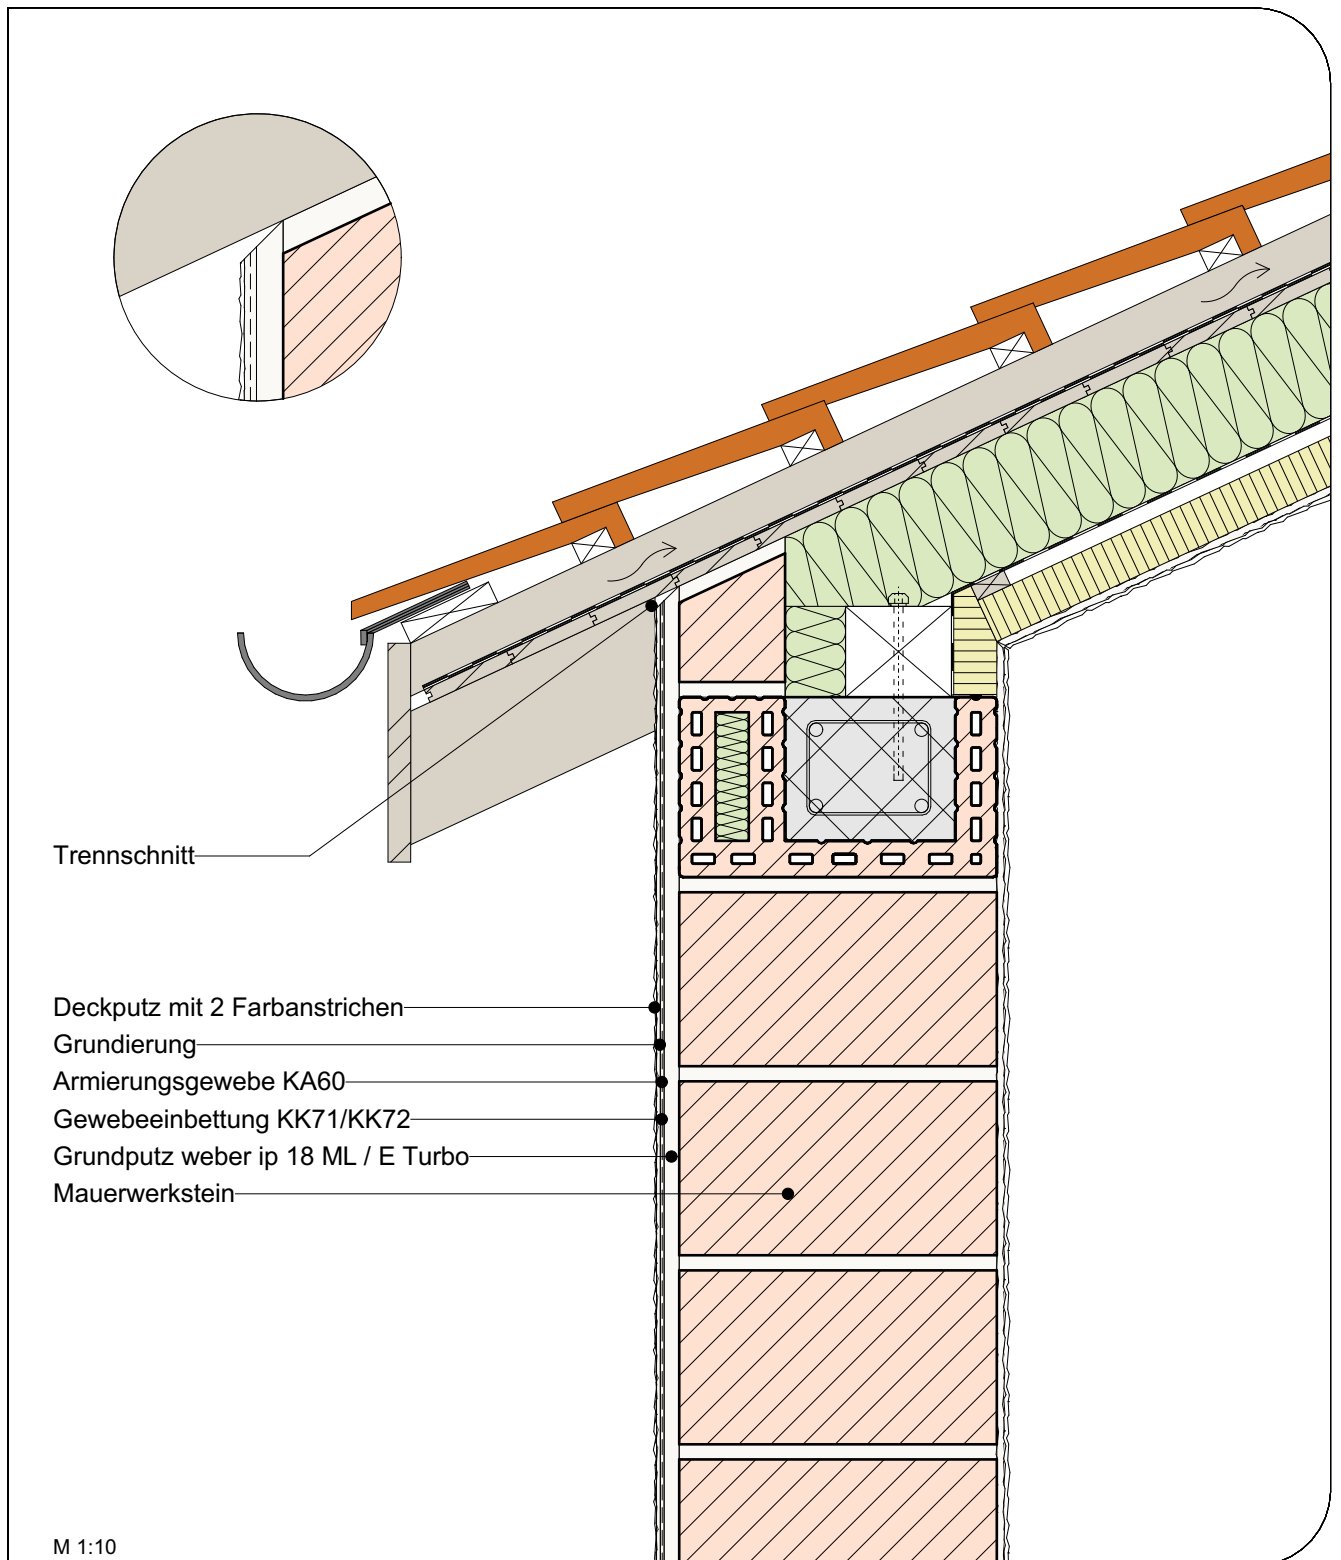 Trennschnitt
Deckputz mit 2 Farbanstrichen
Grundierung
Armierungsgewebe KA60
Gewebeeinbettung KK71/KK72
Grundputz weber ip 18 ML / E Turbo
Mauerwerkstein
M 1:10